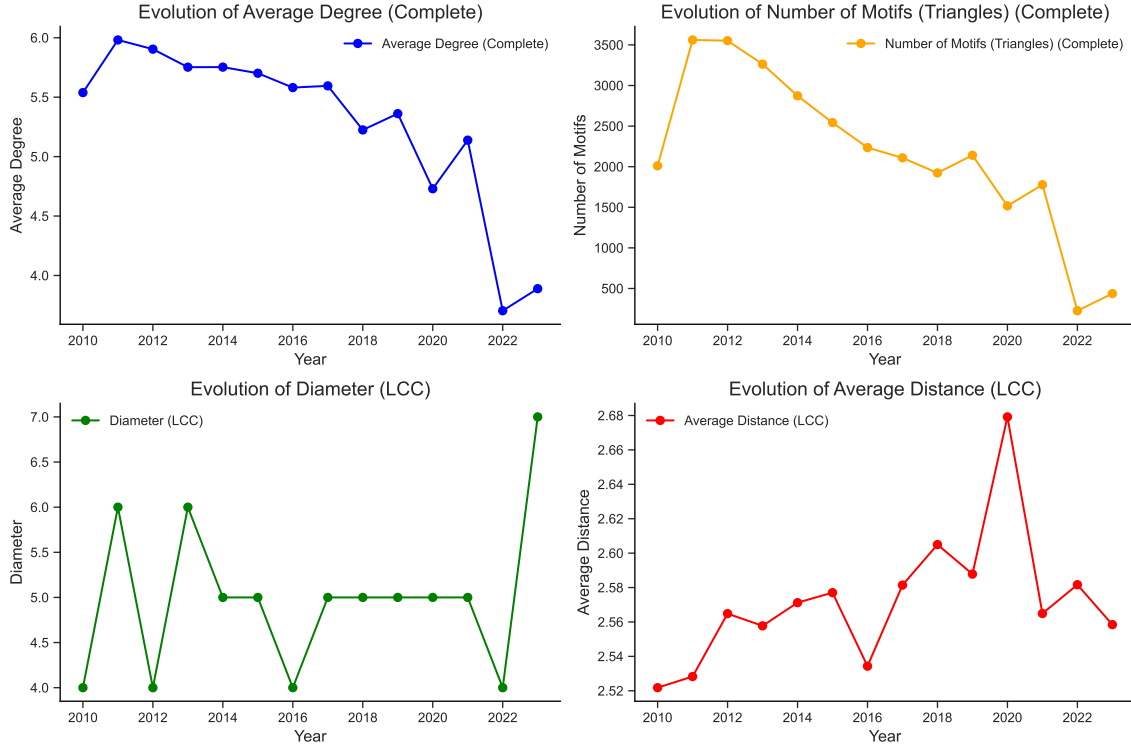 Evolution of Average Degree (Complete)
Average Degree (Complete)
6.0
5.5
5.0
4.5
4.0
Average Degree
2010 2012 2014 2016 2018 2020 2022
Year
Evolution of Number of Motifs (Triangles) (Complete)
Number of Motifs (Triangles) (Complete)
3500
3000
2500
2000
1500
1000
500
Number of Motifs
2010 2012 2014 2016 2018 2020 2022
Year
Evolution of Diameter (LCC)
Diameter (LCC)
7.0
6.5
6.0
5.5
5.0
4.5
4.0
Diameter
2010 2012 2014 2016 2018 2020 2022
Year
Evolution of Average Distance (LCC)
Average Distance (LCC)
2.68
2.66
2.64
2.62
2.60
2.58
2.56
2.54
2.52
Average Distance
2010 2012 2014 2016 2018 2020 2022
Year